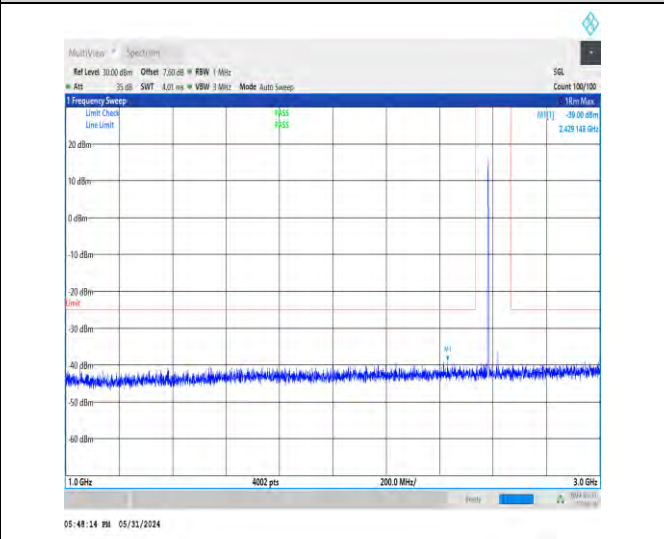 MultiView Spectrum
Ref Level 30.00 dBm Offset 7.60 dB RBW 1 MHz SGL
Att 35 dB SWT 4.01 ms VBW 3 MHz Mode Auto Sweep Count 100/100
1 Frequency Sweep 1Rm Max
Limit Check PASS M1[1] -39.00 dBm
Line Limit PASS 2.429 143 GHz
20 dBm
10 dBm
0 dBm
-10 dBm
-20 dBm
Limit
-30 dBm
M1
-40 dBm
-50 dBm
-60 dBm
1.0 GHz 4002 pts 200.0 MHz/ 3.0 GHz
Ready
05:48:14 PM 05/31/2024